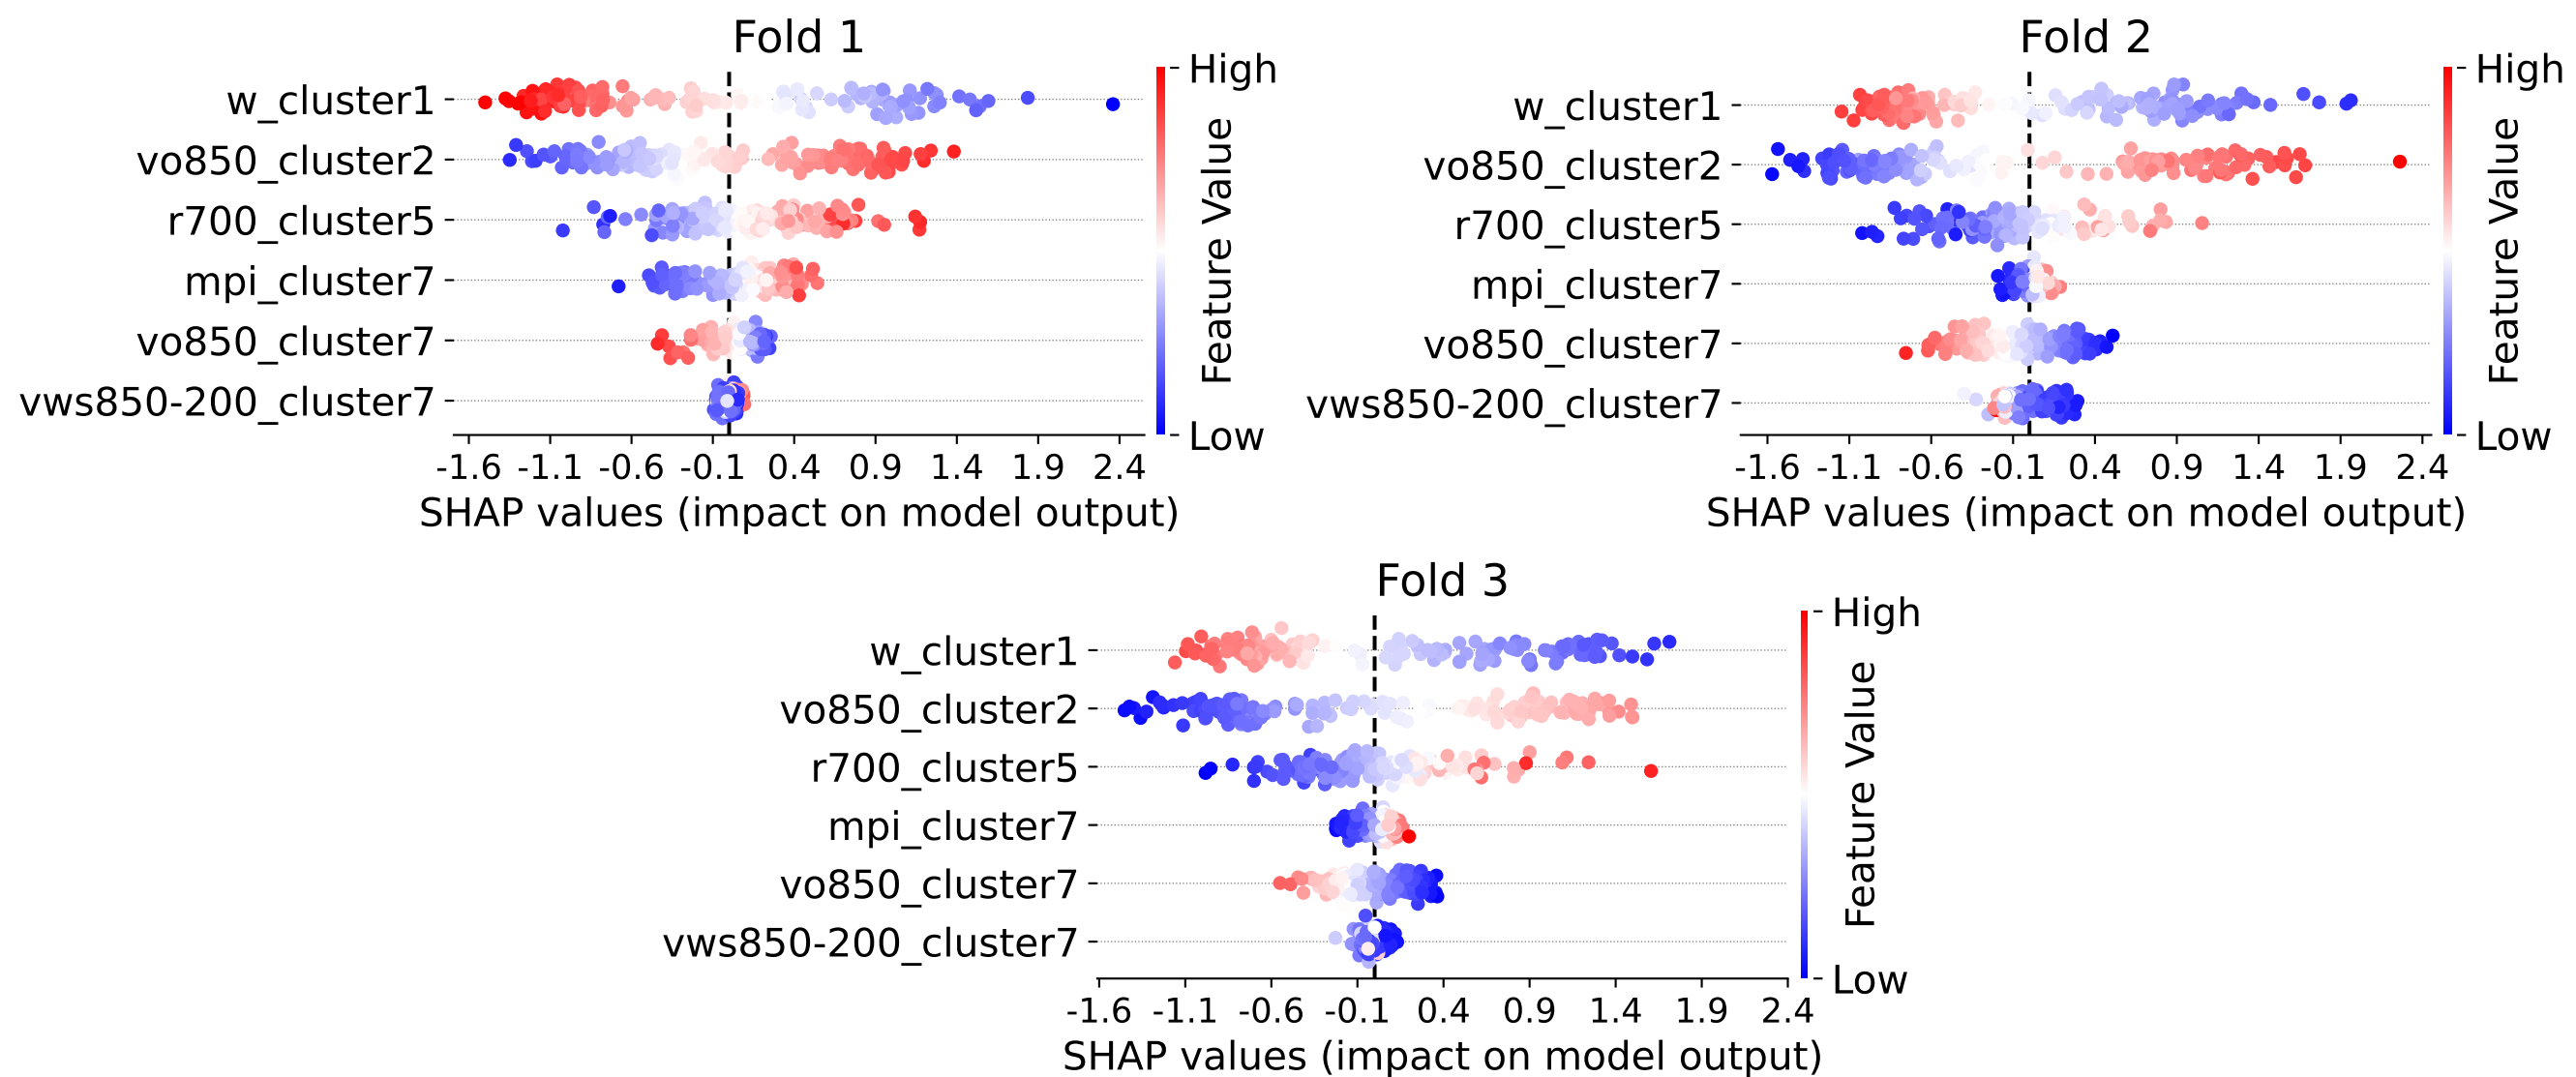 Fold 1
w_cluster1
vo850_cluster2
r700_cluster5
mpi_cluster7
vo850_cluster7
vws850-200_cluster7
-1.6 -1.1 -0.6 -0.1 0.4 0.9 1.4 1.9 2.4
SHAP values (impact on model output)
High
Feature Value
Low
Fold 2
w_cluster1
vo850_cluster2
r700_cluster5
mpi_cluster7
vo850_cluster7
vws850-200_cluster7
-1.6 -1.1 -0.6 -0.1 0.4 0.9 1.4 1.9 2.4
SHAP values (impact on model output)
High
Feature Value
Low
Fold 3
w_cluster1
vo850_cluster2
r700_cluster5
mpi_cluster7
vo850_cluster7
vws850-200_cluster7
-1.6 -1.1 -0.6 -0.1 0.4 0.9 1.4 1.9 2.4
SHAP values (impact on model output)
High
Feature Value
Low